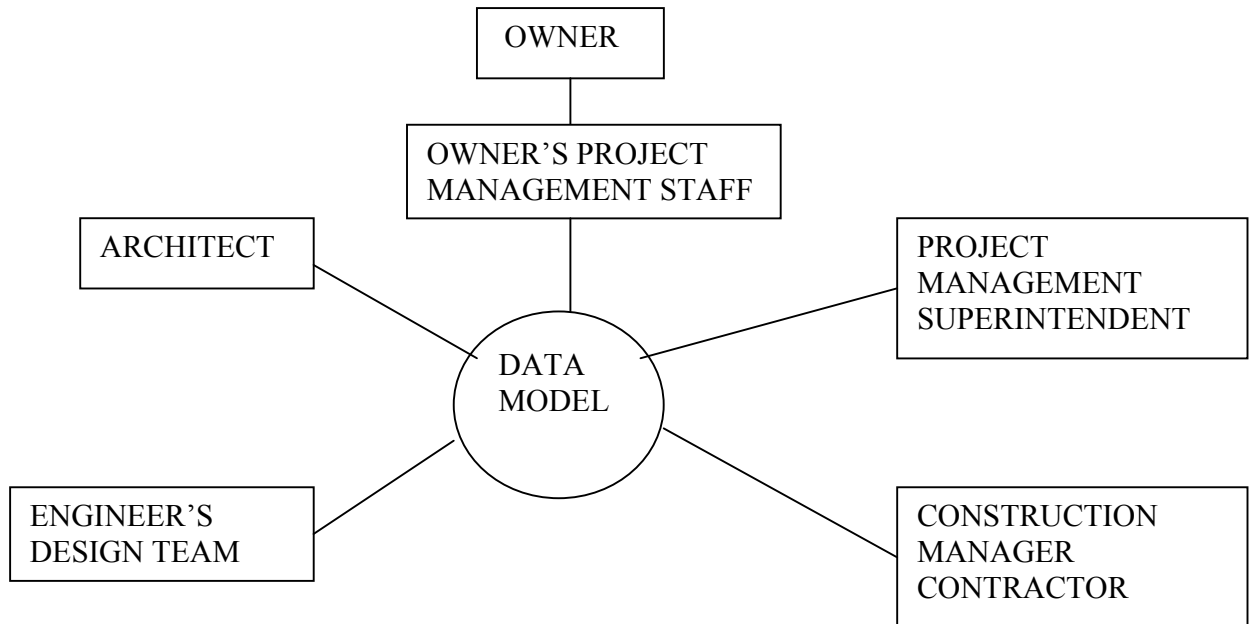 OWNER
OWNER’S PROJECT
MANAGEMENT STAFF
ARCHITECT
PROJECT
MANAGEMENT
SUPERINTENDENT
DATA
MODEL
ENGINEER’S
DESIGN TEAM
CONSTRUCTION
MANAGER
CONTRACTOR